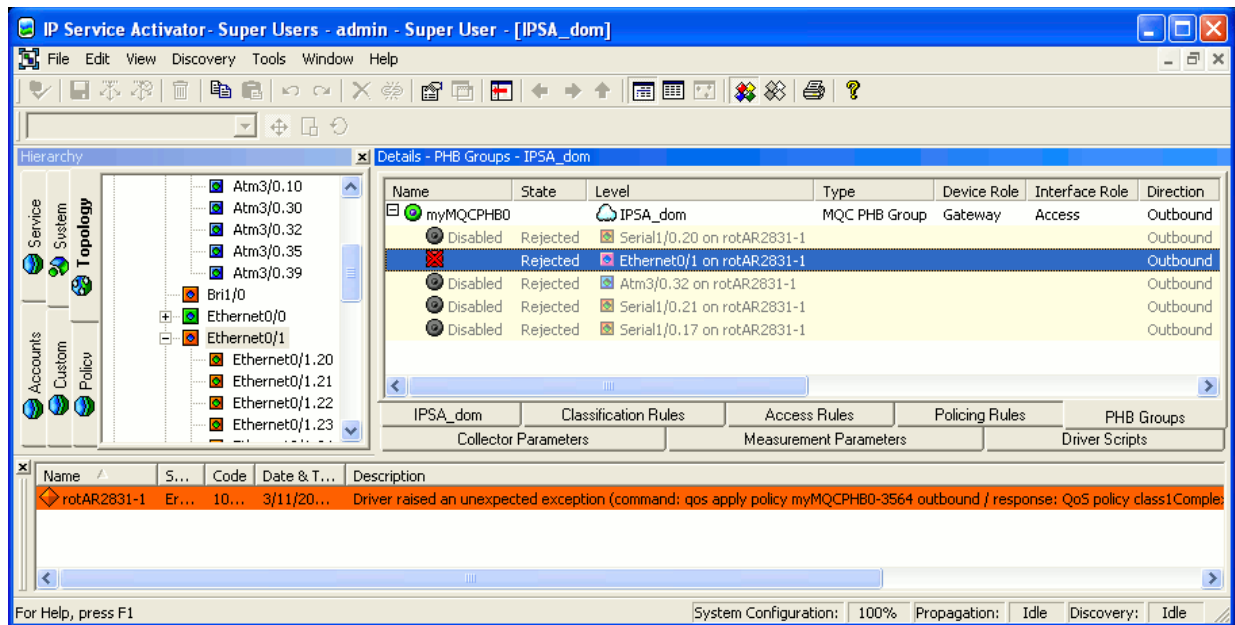 IP Service Activator- Super Users - admin - Super User - [IPSA_dom]
File Edit View Discovery Tools Window Help
Hierarchy
Service
System
Topology
Accounts
Custom
Policy
Atm3/0.10
Atm3/0.30
Atm3/0.32
Atm3/0.35
Atm3/0.39
Bri1/0
Ethernet0/0
Ethernet0/1
Ethernet0/1.20
Ethernet0/1.21
Ethernet0/1.22
Ethernet0/1.23
Details - PHB Groups - IPSA_dom
Name State Level Type Device Role Interface Role Direction
myMQCPHB0 IPSA_dom MQC PHB Group Gateway Access Outbound
Disabled Rejected Serial1/0.20 on rotAR2831-1 Outbound
Rejected Ethernet0/1 on rotAR2831-1 Outbound
Disabled Rejected Atm3/0.32 on rotAR2831-1 Outbound
Disabled Rejected Serial1/0.21 on rotAR2831-1 Outbound
Disabled Rejected Serial1/0.17 on rotAR2831-1 Outbound
IPSA_dom Classification Rules Access Rules Policing Rules PHB Groups
Collector Parameters Measurement Parameters Driver Scripts
Name S... Code Date & T... Description
rotAR2831-1 Er... 10... 3/11/20... Driver raised an unexpected exception (command: qos apply policy myMQCPHB0-3564 outbound / response: QoS policy class1Comple
For Help, press F1 System Configuration: 100% Propagation: Idle Discovery: Idle